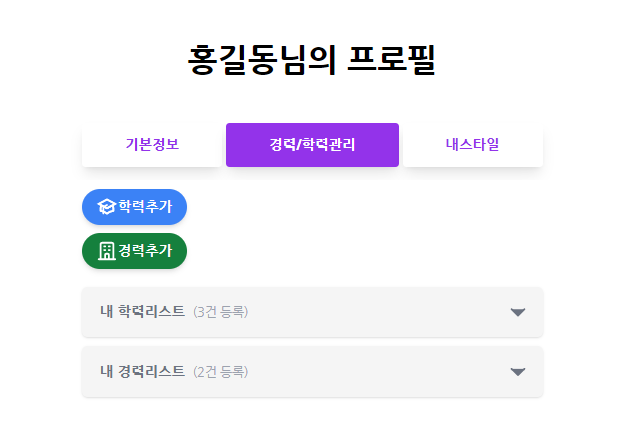 홍길동님의 프로필
기본정보 경력/학력관리 내스타일
학력추가
경력추가
내 학력리스트 (3건 등록)
내 경력리스트 (2건 등록)